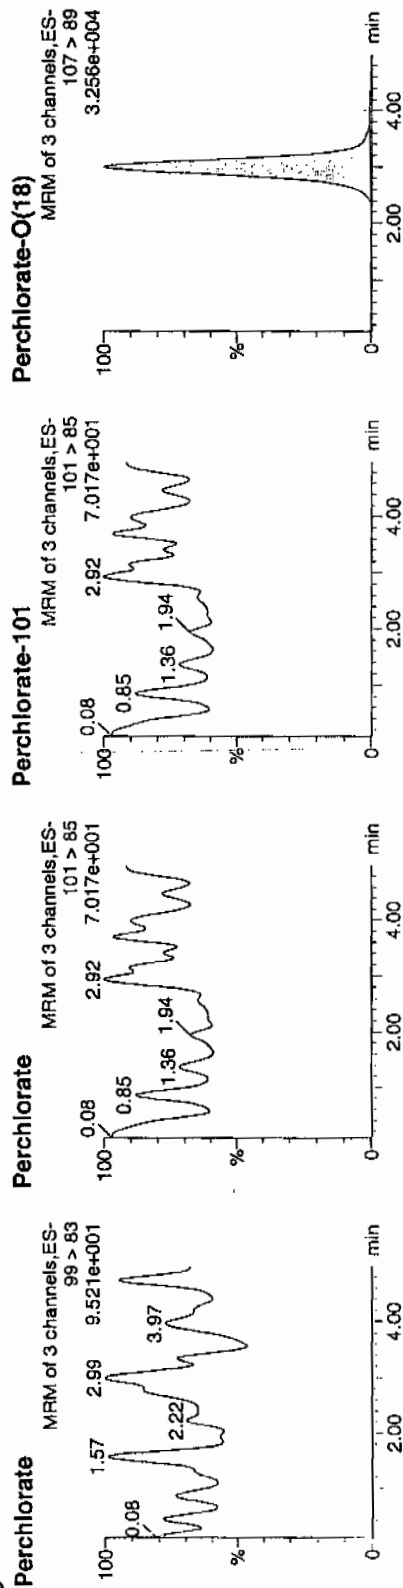 Perchlorate
MRM of 3 channels,ES-
99 > 83
9.521e+001
100
%
0
0.08
1.57
2.22
2.99
3.97
2.00
4.00
min
Perchlorate
MRM of 3 channels,ES-
101 > 85
7.017e+001
100
%
0
0.08
0.85
1.36
1.94
2.92
2.00
4.00
min
Perchlorate-101
MRM of 3 channels,ES-
101 > 85
7.017e+001
100
%
0
0.08
0.85
1.36
1.94
2.92
2.00
4.00
min
Perchlorate-O(18)
MRM of 3 channels,ES-
107 > 89
3.256e+004
100
%
0
2.00
4.00
min